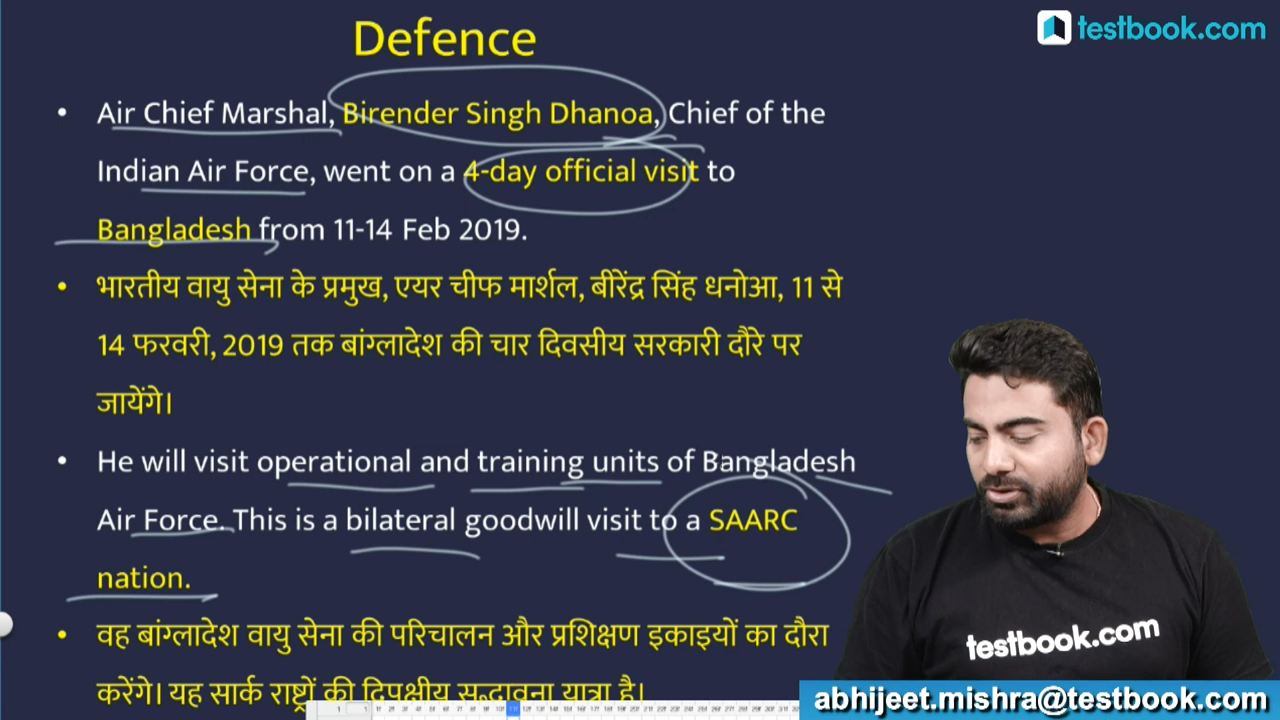 Defence
testbook.com
• Air Chief Marshal, Birender Singh Dhanoa, Chief of the
Indian Air Force, went on a 4-day official visit to
Bangladesh from 11-14 Feb 2019.
• भारतीय वायु सेना के प्रमुख, एयर चीफ मार्शल, बीरेंद्र सिंह धनोआ, 11 से
14 फरवरी, 2019 तक बांग्लादेश की चार दिवसीय सरकारी दौरे पर
जायेंगे।
• He will visit operational and training units of Bangladesh
Air Force. This is a bilateral goodwill visit to a SAARC
nation.
• वह बांग्लादेश वायु सेना की परिचालन और प्रशिक्षण इकाइयों का दौरा
करेंगे। यह सार्क राष्ट्रों की द्विपक्षीय सद्भावना यात्रा है।
testbook.com
abhijeet.mishra@testbook.com